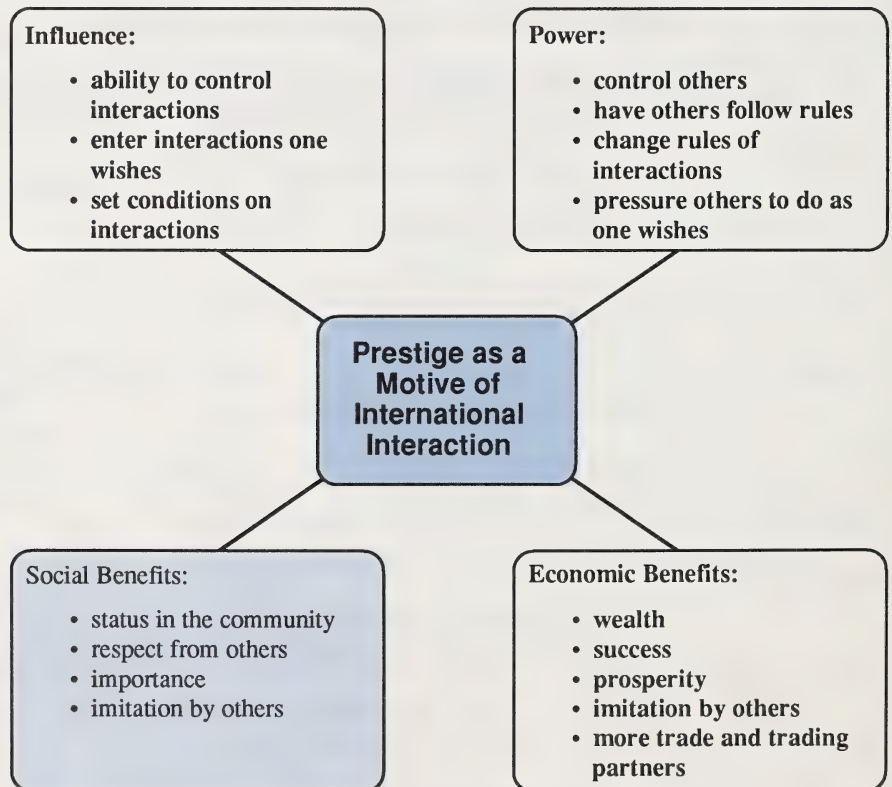 Influence:
• ability to control
interactions
• enter interactions one
wishes
• set conditions on
interactions
Power:
• control others
• have others follow rules
• change rules of
interactions
• pressure others to do as
one wishes
Prestige as a
Motive of
International
Interaction
Social Benefits:
• status in the community
• respect from others
• importance
• imitation by others
Economic Benefits:
• wealth
• success
• prosperity
• imitation by others
• more trade and trading
partners